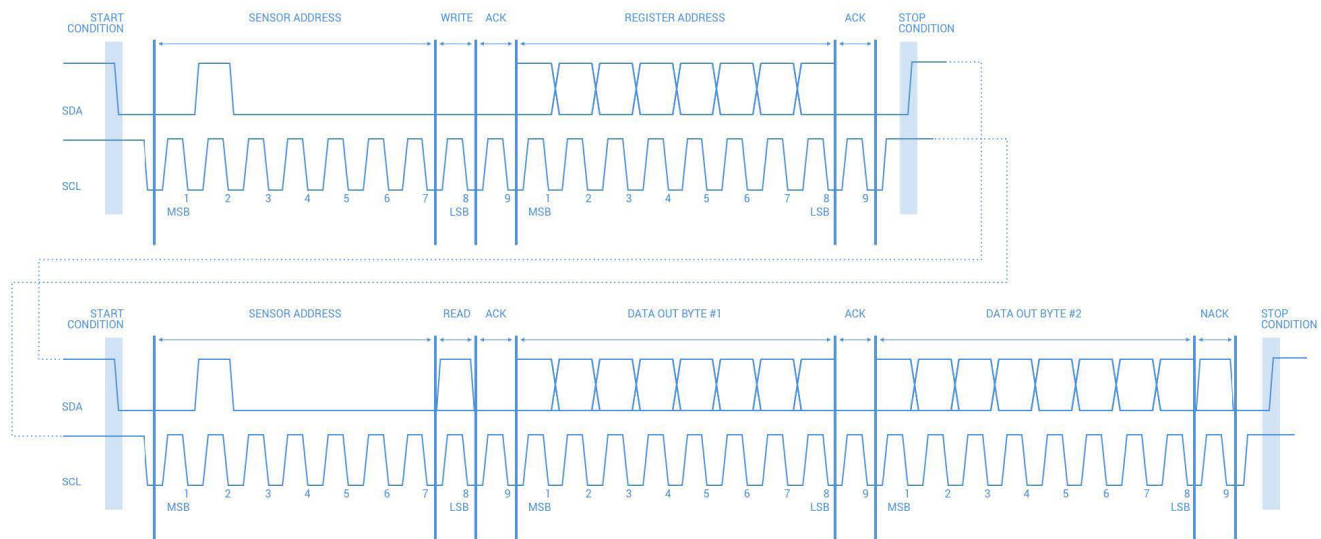 START CONDITION SENSOR ADDRESS WRITE ACK REGISTER ADDRESS ACK STOP CONDITION
SDA
SCL
1 2 3 4 5 6 7 8 9 1 2 3 4 5 6 7 8 9
MSB LSB MSB LSB
START CONDITION SENSOR ADDRESS READ ACK DATA OUT BYTE #1 ACK DATA OUT BYTE #2 NACK STOP CONDITION
SDA
SCL
1 2 3 4 5 6 7 8 9 1 2 3 4 5 6 7 8 9 1 2 3 4 5 6 7 8 9
MSB LSB MSB LSB MSB LSB